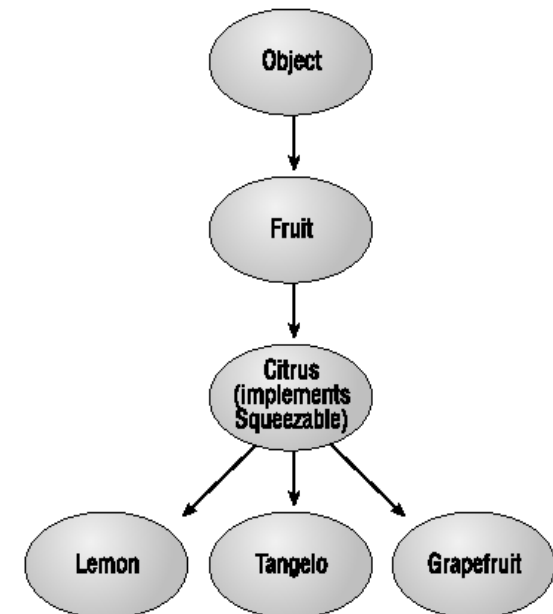 Object
Fruit
Citrus
(implements
Squeezable)
Lemon
Tangelo
Grapefruit